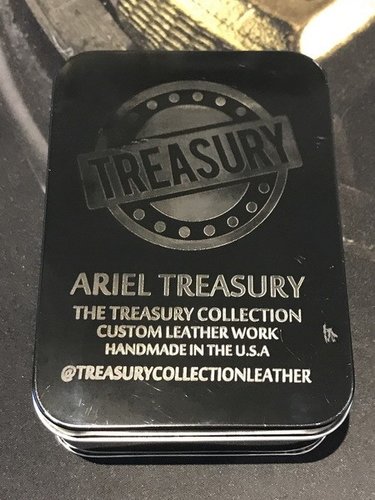 TREASURY
ARIEL TREASURY
THE TREASURY COLLECTION
CUSTOM LEATHER WORK
HANDMADE IN THE U.S.A
@TREASURYCOLLECTIONLEATHER